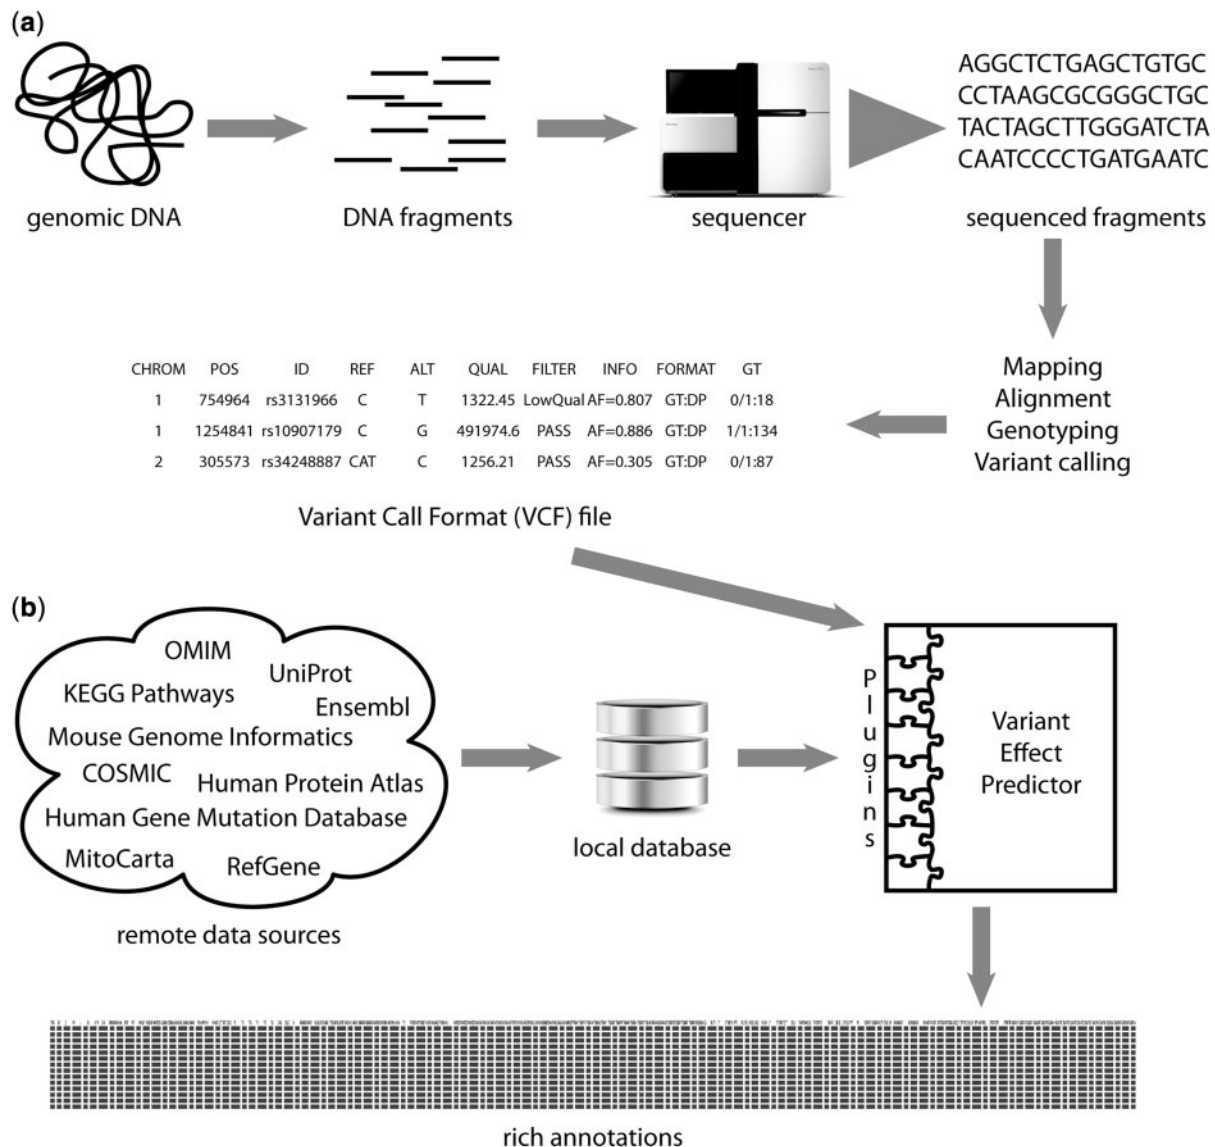 (a)
AGGCTCTGAGCTGTGC
CCTAAGCGCGGGCTGC
TACTAGCTTGGGATCTA
CAATCCCCTGATGAATC
genomic DNA
DNA fragments
sequencer
sequenced fragments
Mapping
Alignment
Genotyping
Variant calling
CHROM POS ID REF ALT QUAL FILTER INFO FORMAT GT
1 754964 rs3131966 C T 1322.45 LowQual AF=0.807 GT:DP 0/1:18
1 1254841 rs10907179 C G 491974.6 PASS AF=0.886 GT:DP 1/1:134
2 305573 rs34248887 CAT C 1256.21 PASS AF=0.305 GT:DP 0/1:87
Variant Call Format (VCF) file
(b)
OMIM
UniProt
KEGG Pathways
Ensembl
Mouse Genome Informatics
COSMIC
Human Protein Atlas
Human Gene Mutation Database
MitoCarta
RefGene
remote data sources
local database
Plugins
Variant
Effect
Predictor
rich annotations